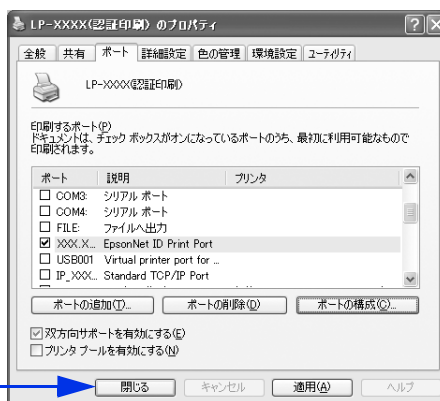 LP-XXXX(認証印刷) のプロパティ
全般 共有 ポート 詳細設定 色の管理 環境設定 ユーティリティ
LP-XXXX(認証印刷)
印刷するポート(P)
ドキュメントは、チェック ボックスがオンになっているポートのうち、最初に利用可能なもので
印刷されます。
ポート 説明 プリンタ
COM3: シリアル ポート
COM4: シリアル ポート
FILE: ファイルへ出力
XXX.X... EpsonNet ID Print Port
USB001 Virtual printer port for ...
IP_XXX... Standard TCP/IP Port
ポートの追加(T)... ポートの削除(D) ポートの構成(C)...
双方向サポートを有効にする(E)
プリンタ プールを有効にする(N)
閉じる キャンセル 適用(A) ヘルプ